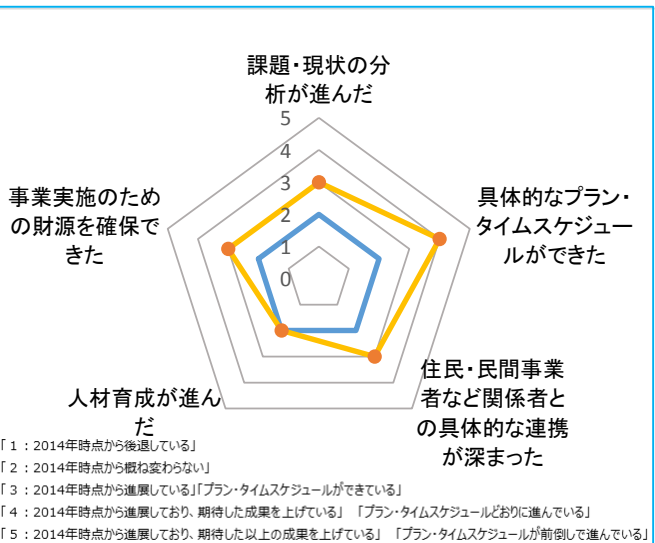 課題・現状の分
析が進んだ
5
4
3
2
1
0
事業実施のため
の財源を確保で
きた
具体的なプラン・
タイムスケジュー
ルができた
人材育成が進ん
だ
住民・民間事業
者など関係者と
の具体的な連携
が深まった
「1：2014年時点から後退している」
「2：2014年時点から概ね変わらない」
「3：2014年時点から進展している」「プラン・タイムスケジュールができている」
「4：2014年時点から進展しており、期待した成果を上げている」 「プラン・タイムスケジュールどおりに進んでいる」
「5：2014年時点から進展しており、期待した以上の成果を上げている」 「プラン・タイムスケジュールが前倒しで進んでいる」